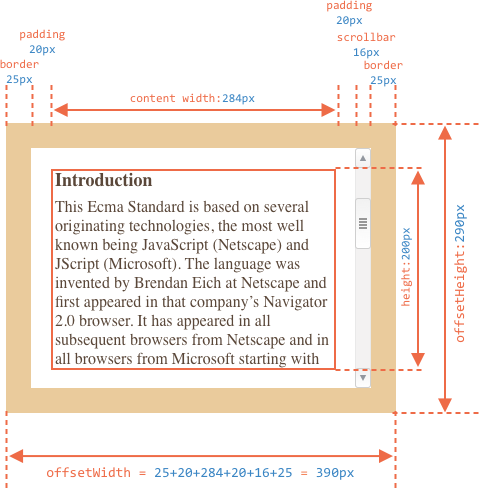 padding
20px
scrollbar
16px
border
25px
padding
20px
border
25px
content width:284px
Introduction
This Ecma Standard is based on several
originating technologies, the most well
known being JavaScript (Netscape) and
JScript (Microsoft). The language was
invented by Brendan Eich at Netscape and
first appeared in that company’s Navigator
2.0 browser. It has appeared in all
subsequent browsers from Netscape and in
all browsers from Microsoft starting with
height:200px
offsetHeight:290px
offsetWidth = 25+20+284+20+16+25 = 390px